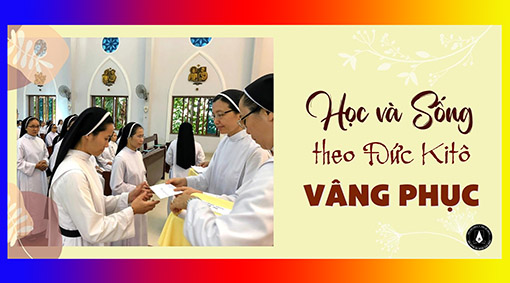 Học và Sống
theo Đức Kitô
VÂNG PHỤC